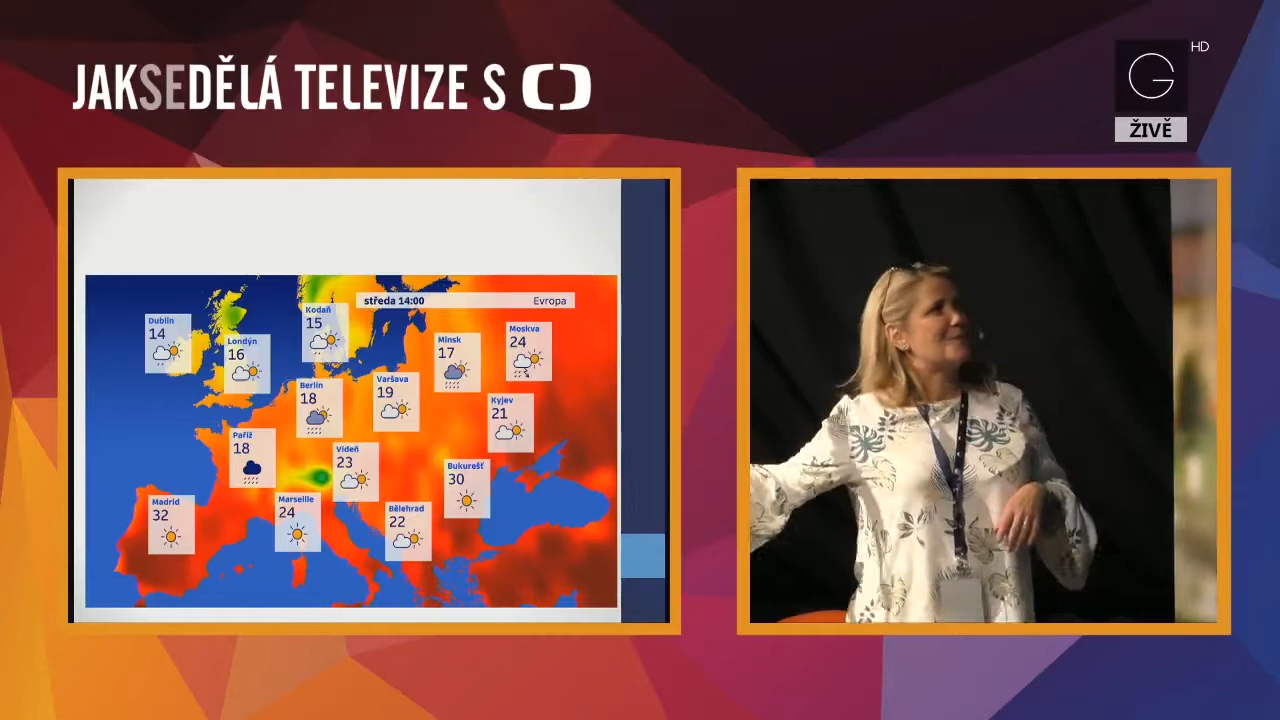 JAKSEDĚLÁ TELEVIZE S
HD
G
ŽIVĚ
středa 14:00 Evropa
Dublin
14
Londýn
16
Kodaň
15
Minsk
17
Moskva
24
Berlín
18
Varšava
19
Kyjev
21
Paříž
18
Vídeň
23
Bukurešť
30
Madrid
32
Marseille
24
Bělehrad
22